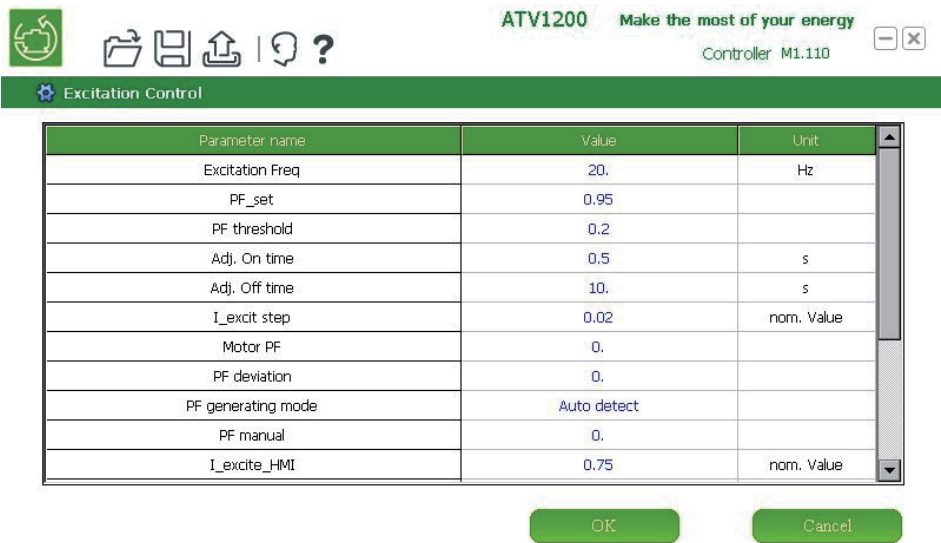 ATV1200 Make the most of your energy
? Controller M1.110
Excitation Control
Parameter name Value Unit
Excitation Freq 20. Hz
PF_set 0.95
PF threshold 0.2
Adj. On time 0.5 s
Adj. Off time 10. s
I_excit step 0.02 nom. Value
Motor PF 0.
PF deviation 0.
PF generating mode Auto detect
PF manual 0.
I_excite_HMI 0.75 nom. Value
OK Cancel